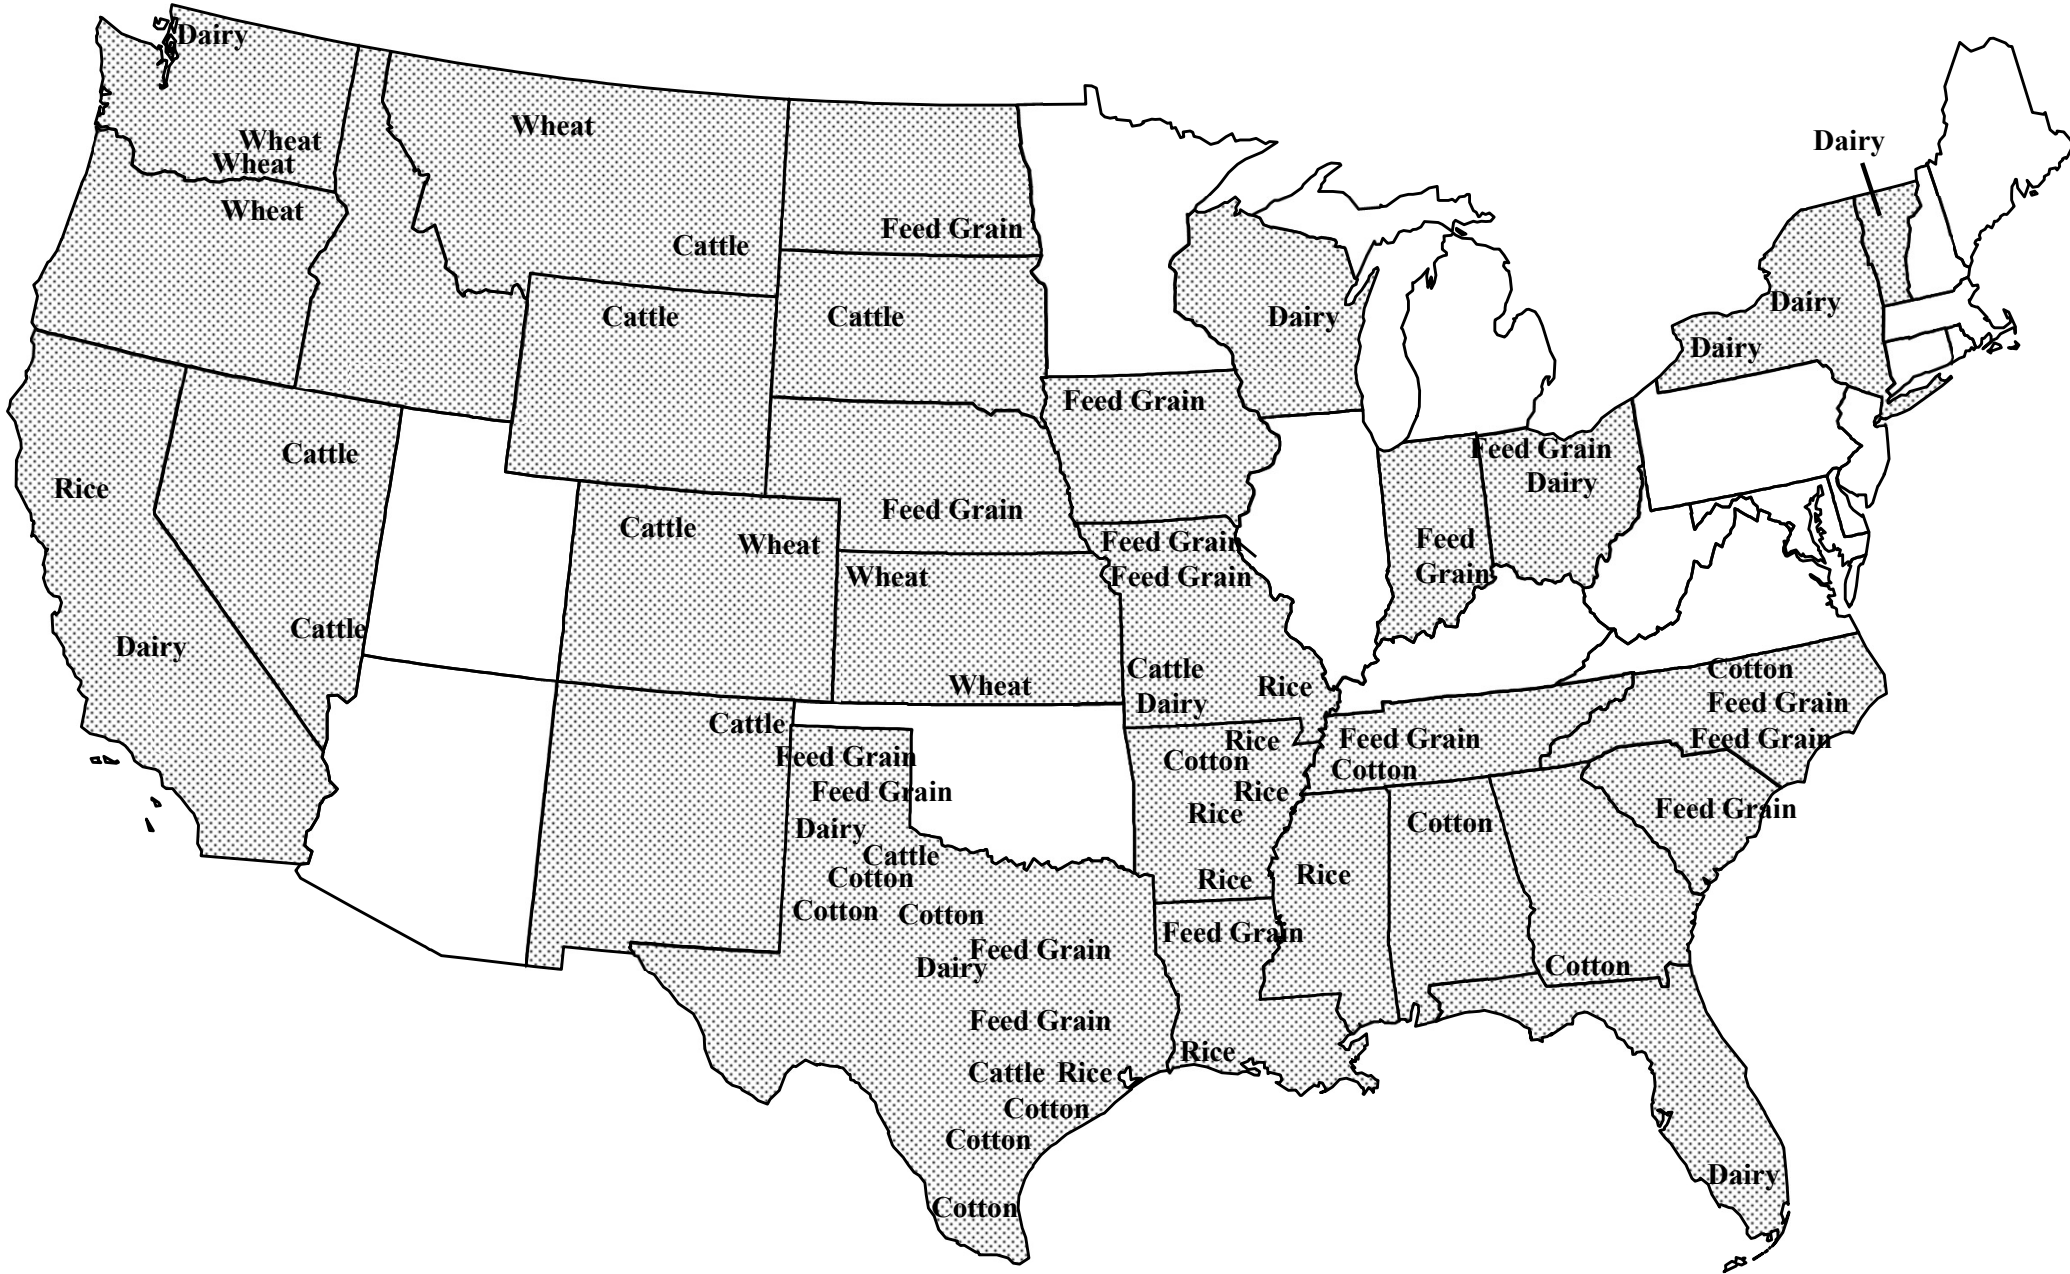 Dairy
Wheat
Wheat
Wheat
Wheat
Cattle
Feed Grain
Cattle
Cattle
Dairy
Dairy
Dairy
Dairy
Feed Grain
Cattle
Rice
Feed Grain
Dairy
Feed Grain
Cattle
Wheat
Feed
Grain
Feed Grain
Feed Grain
Wheat
Cattle
Dairy
Wheat
Cattle
Dairy
Rice
Cotton
Feed Grain
Feed Grain
Cattle
Feed Grain
Feed Grain
Dairy
Cattle
Cotton
Cotton
Cotton
Feed Grain
Dairy
Feed Grain
Cattle Rice
Cotton
Cotton
Cotton
Rice
Cotton
Rice
Rice
Rice
Feed Grain
Rice
Feed Grain
Cotton
Rice
Cotton
Cotton
Feed Grain
Dairy